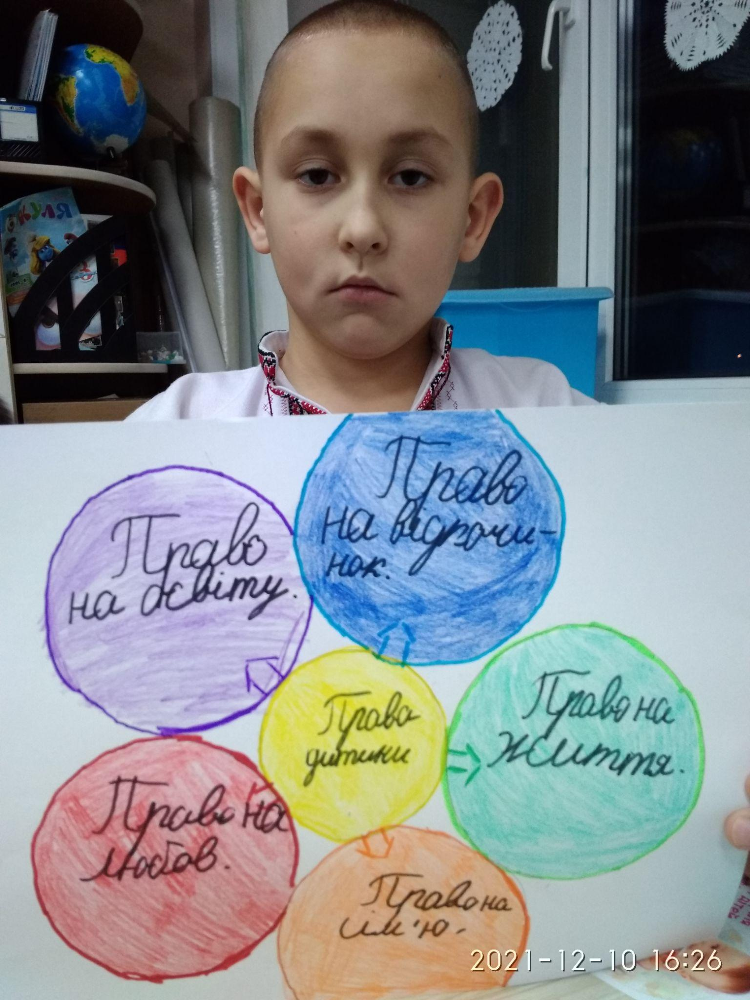 куля
Право
на відрочи-
нок.
Право
на освіту.
Права
дитини
Право на
життя.
Право на
любов.
Право на
ім'ю.
2021-12-10 16:26